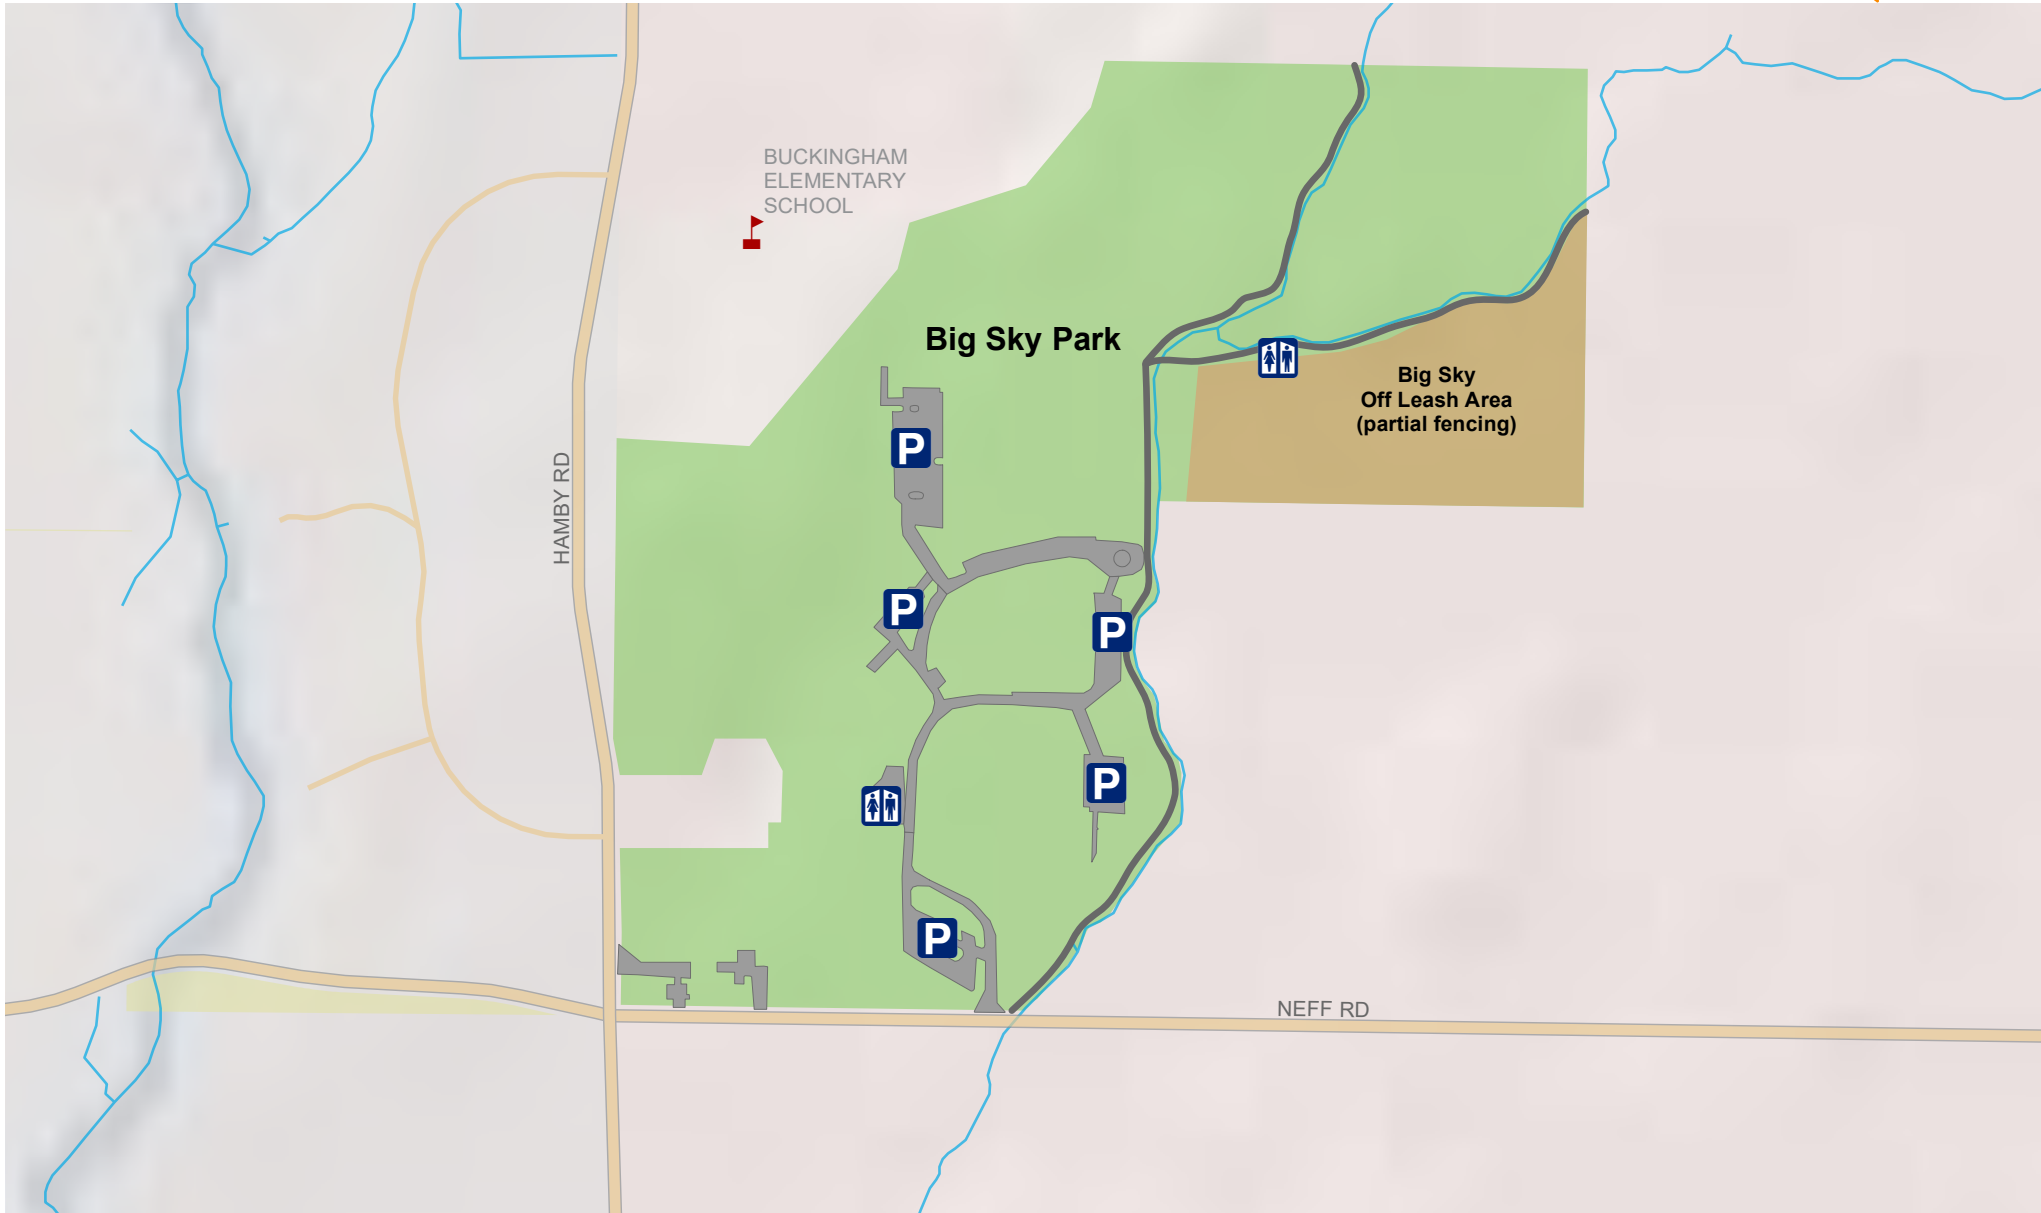 BUCKINGHAM
ELEMENTARY
SCHOOL
Big Sky Park
Big Sky
Off Leash Area
(partial fencing)
P
HAMBY RD
P
P
P
P
NEFF RD